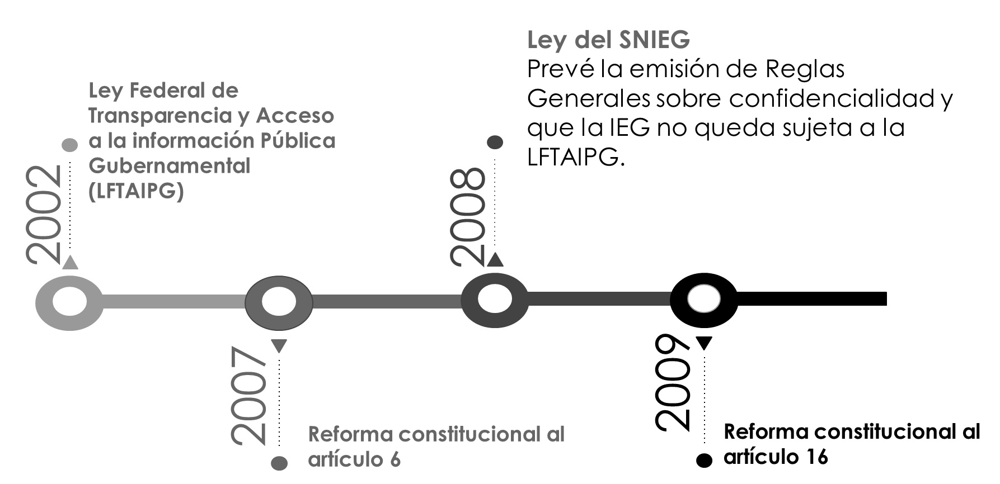 2002
Ley Federal de
Transparencia y Acceso
a la información Pública
Gubernamental
(LFTAIPG)
2007
Reforma constitucional al
artículo 6
2008
Ley del SNIEG
Prevé la emisión de Reglas
Generales sobre confidencialidad y
que la IEG no queda sujeta a la
LFTAIPG.
2009
Reforma constitucional al
artículo 16